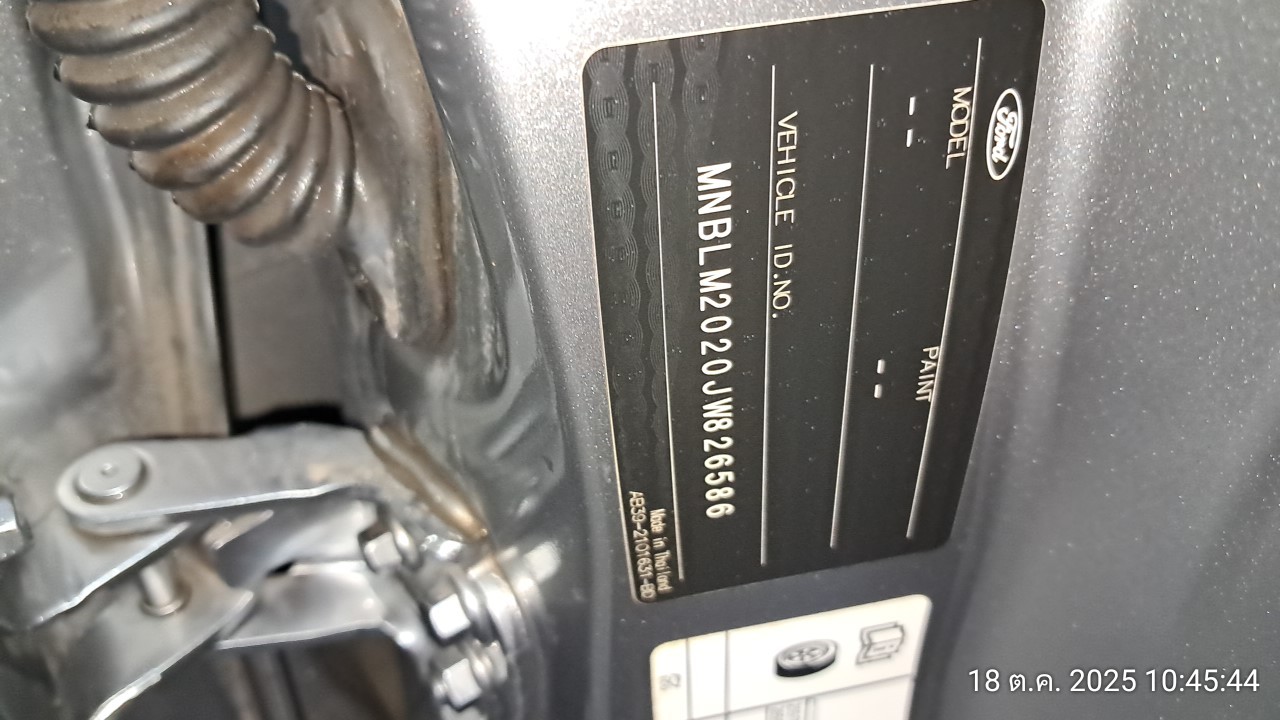 Ford
MODEL PAINT
-- --
VEHICLE ID.NO.
MNBLM2020JW826586
Made in Thailand
AB39-2101631-BD
18 ต.ค. 2025 10:45:44